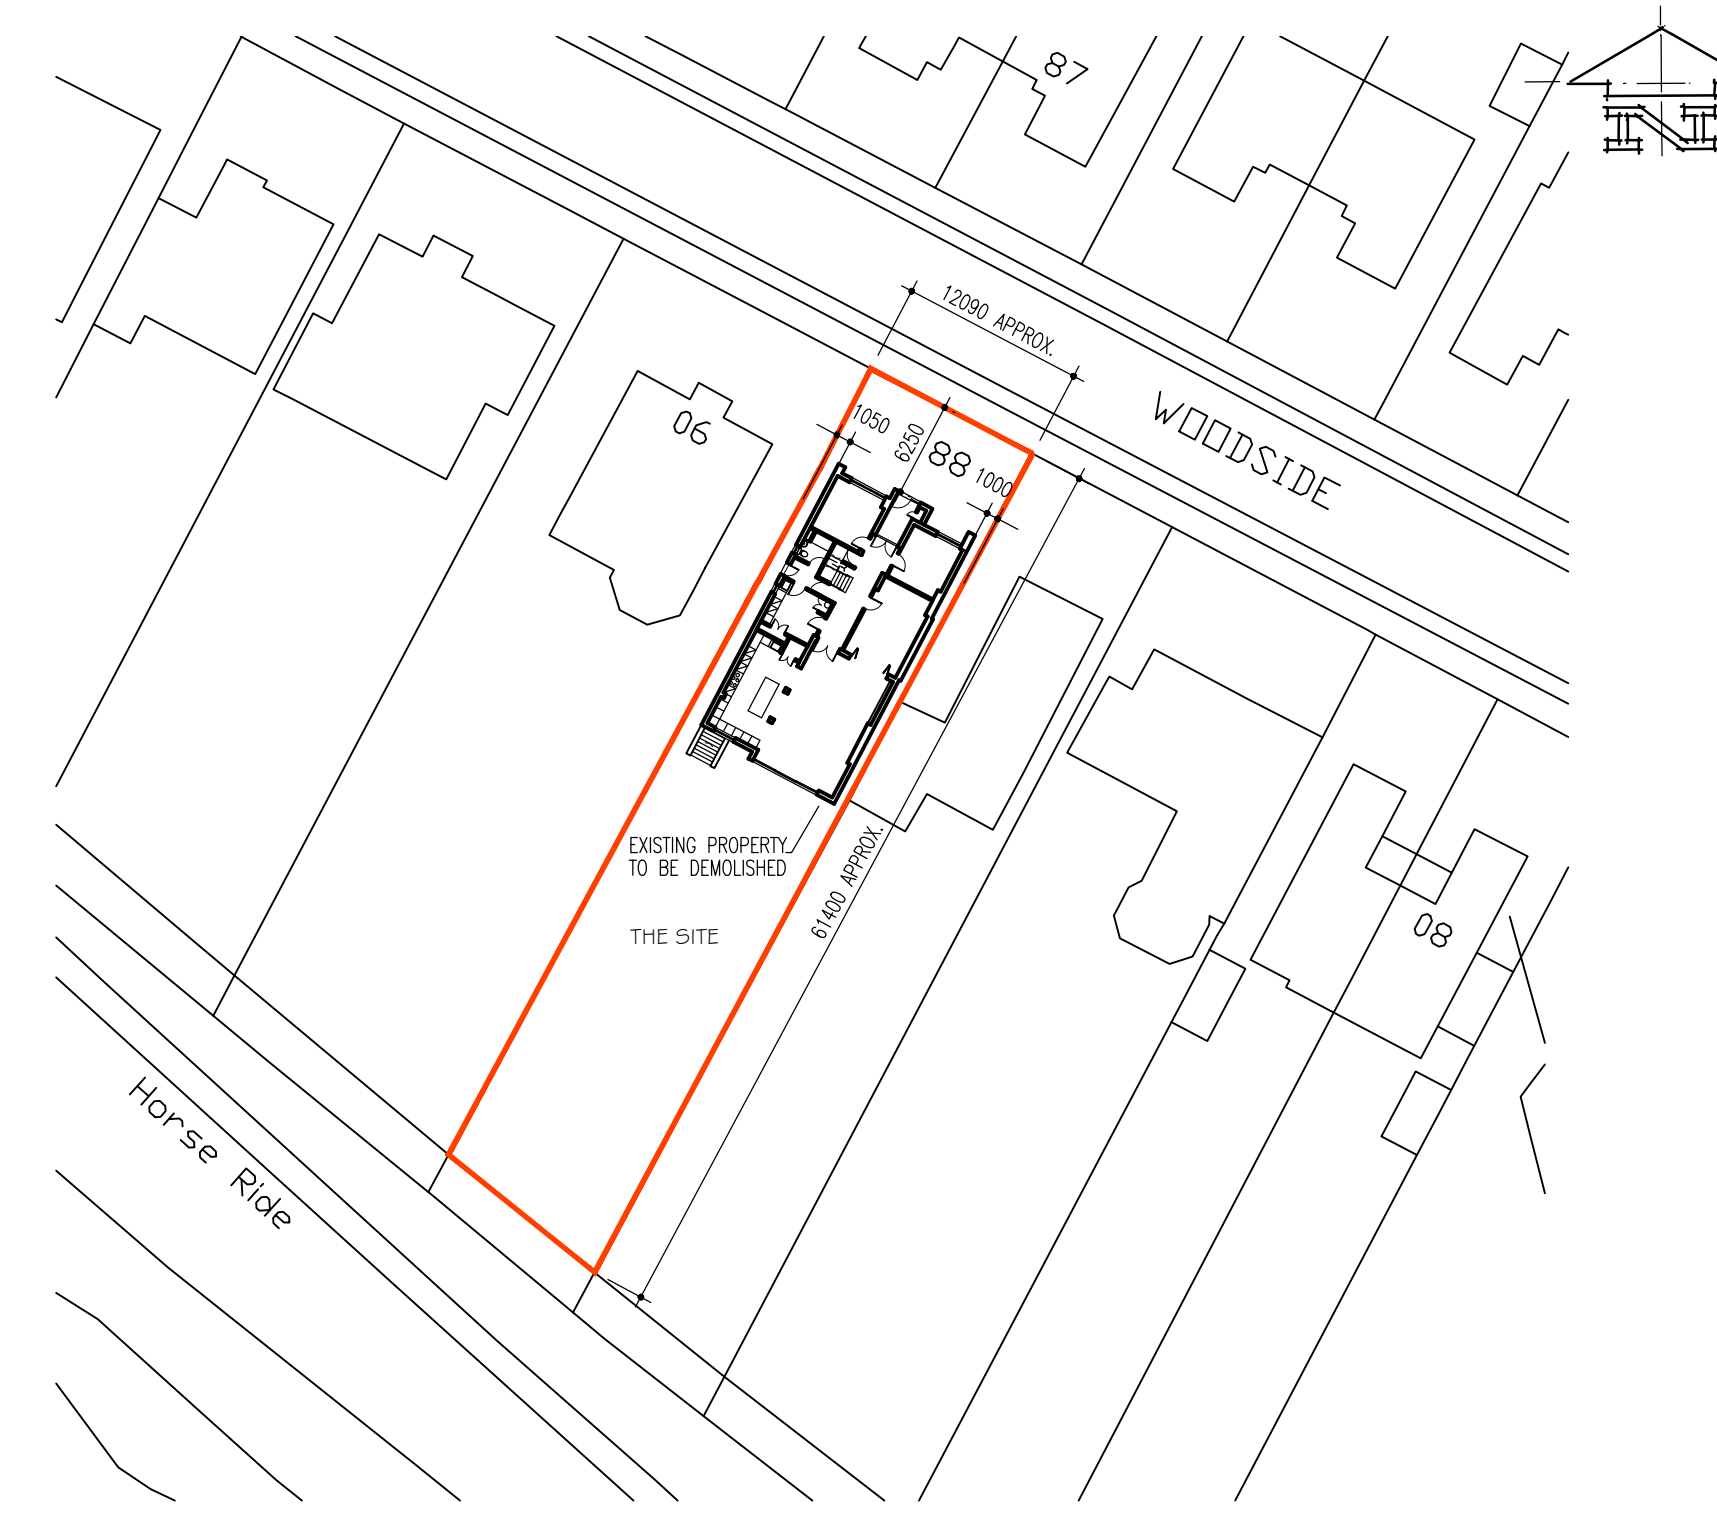 87
12090 APPROX.
WOODSIDE
06
1050
6250
88
1000
EXISTING PROPERTY
TO BE DEMOLISHED
61400 APPROX.
THE SITE
08
Horse Ride